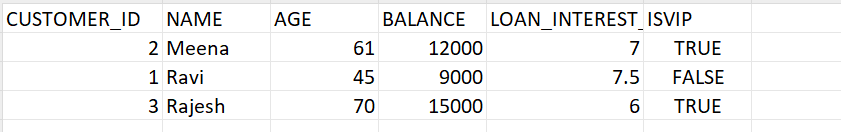 CUSTOMER_ID NAME AGE BALANCE LOAN_INTEREST_ ISVIP
2 Meena 61 12000 7 TRUE
1 Ravi 45 9000 7.5 FALSE
3 Rajesh 70 15000 6 TRUE